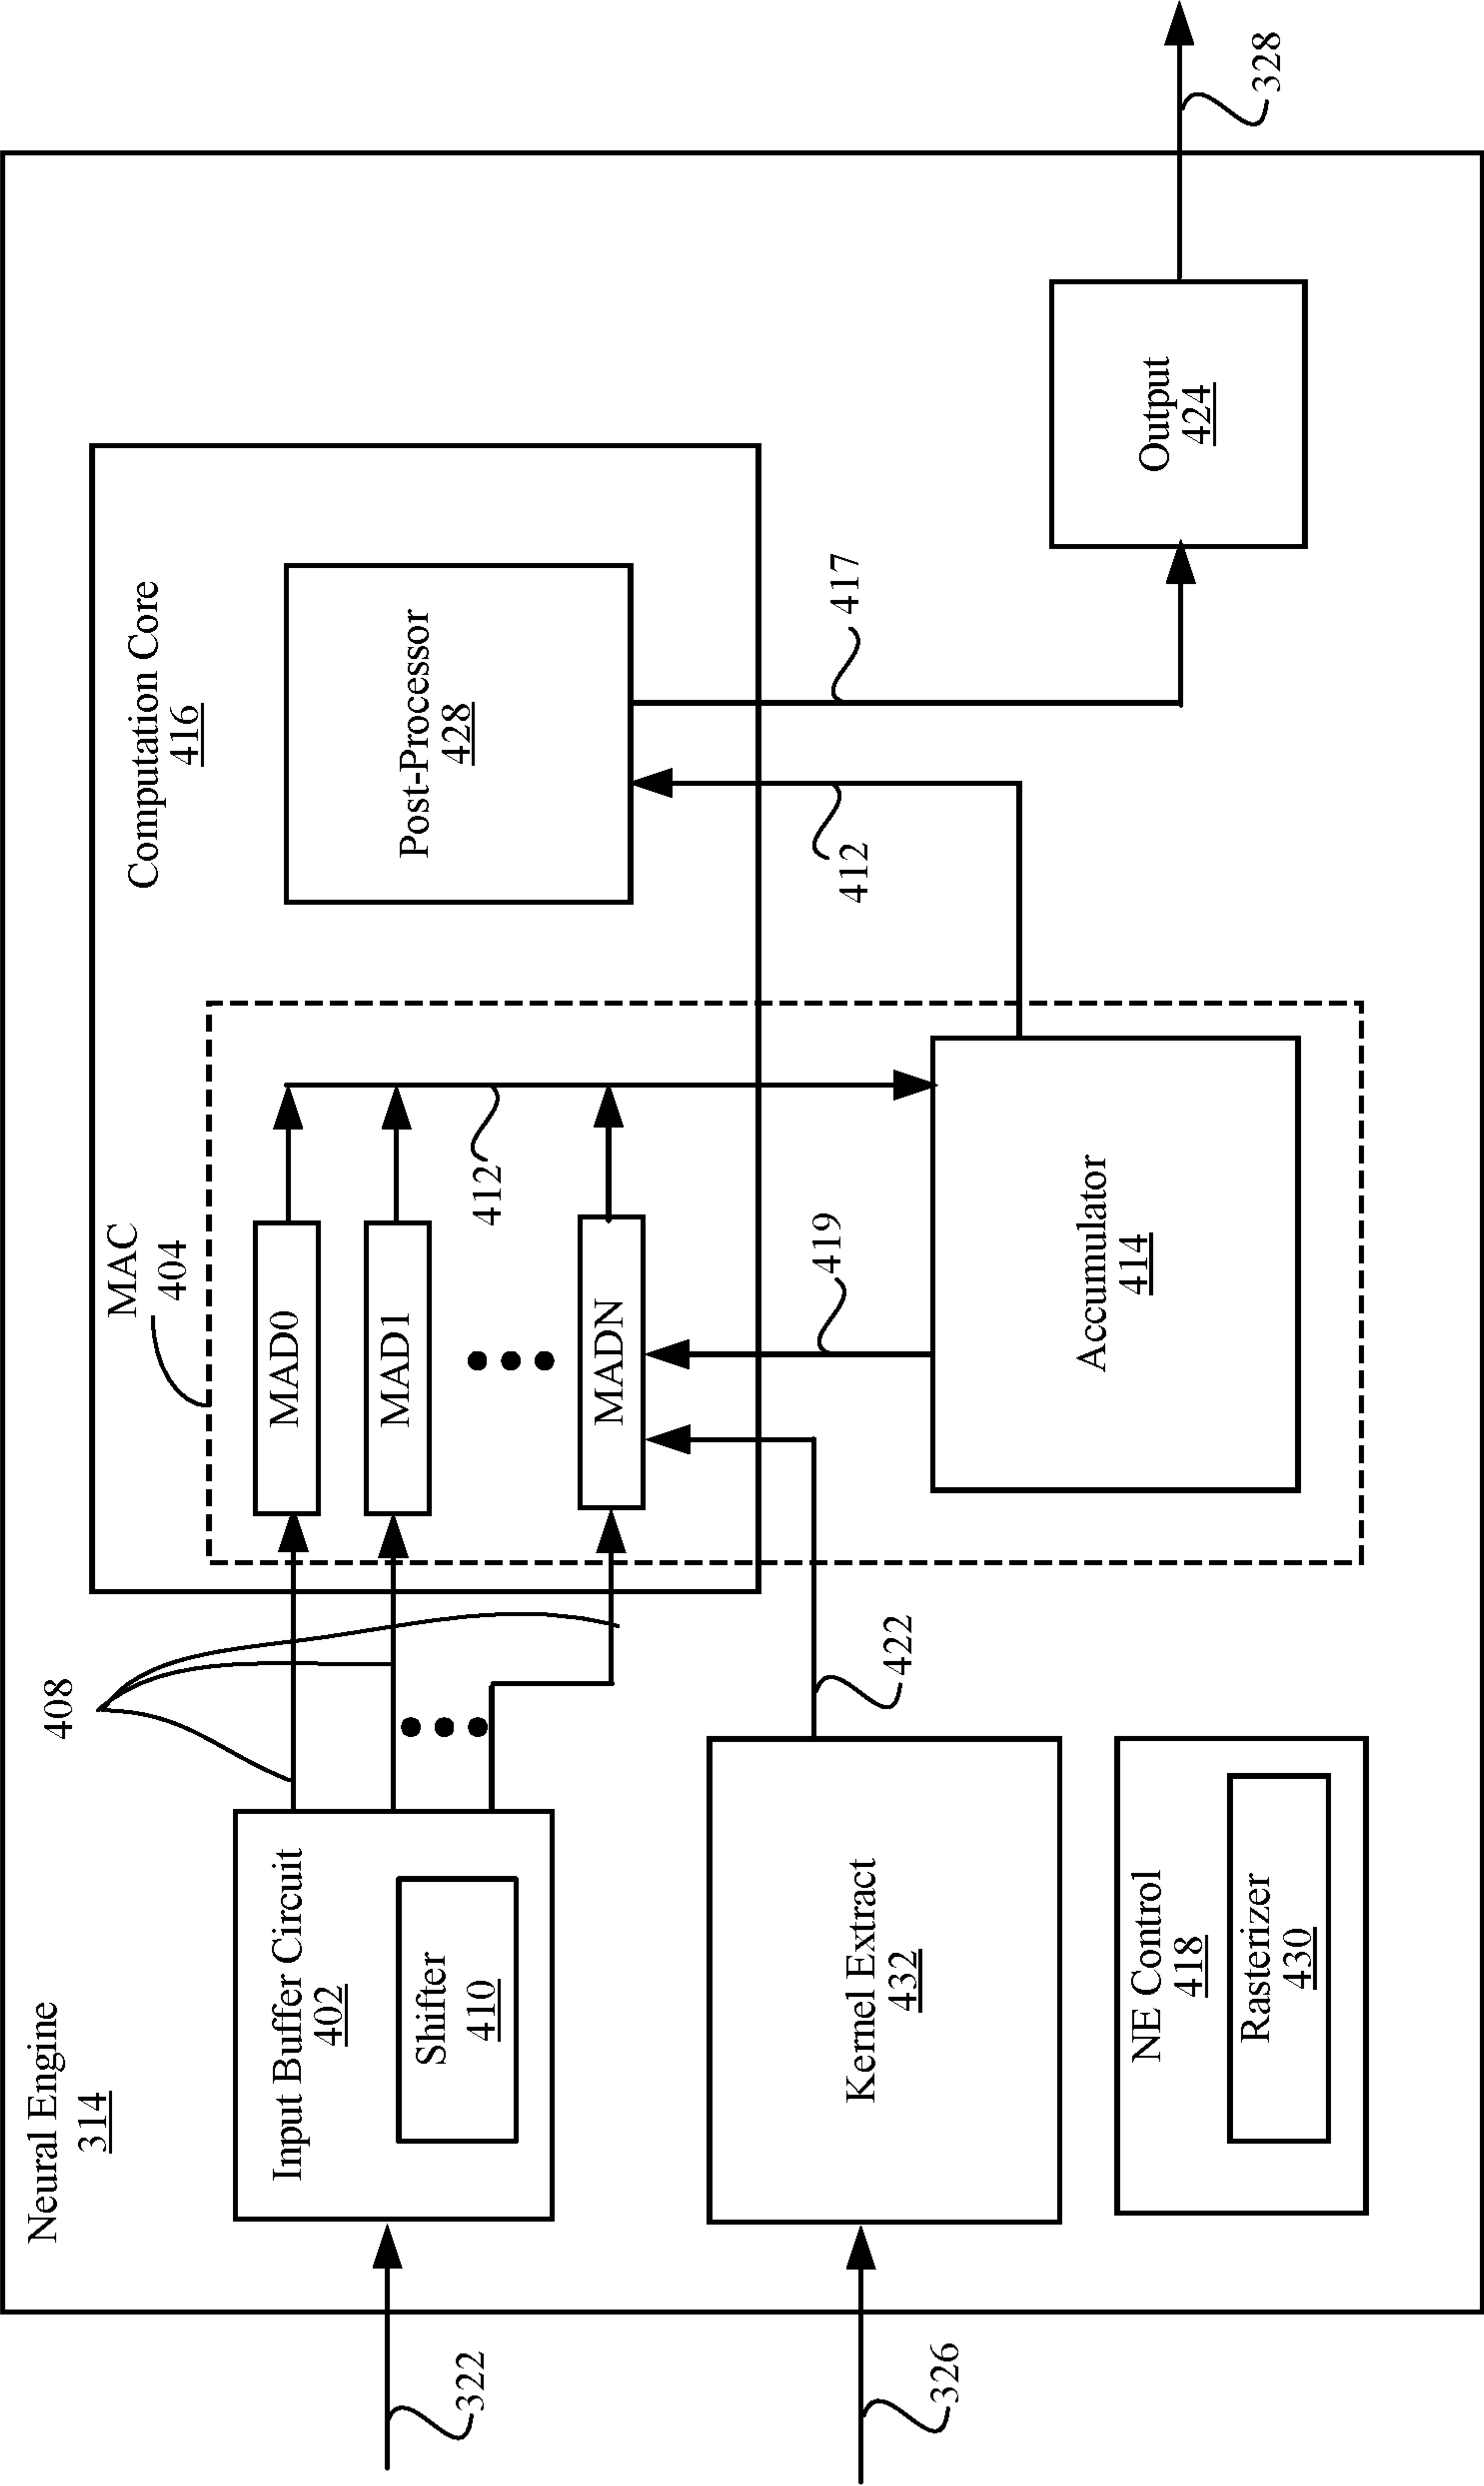 Neural Engine
314
408
MAC
404
Computation Core
416
Input Buffer Circuit
402
Shifter
410
MAD0
MAD1
MADN
412
Post-Processor
428
322
419
412
417
422
Kernel Extract
432
326
Accumulator
414
Output
424
328
NE Control
418
Rasterizer
430